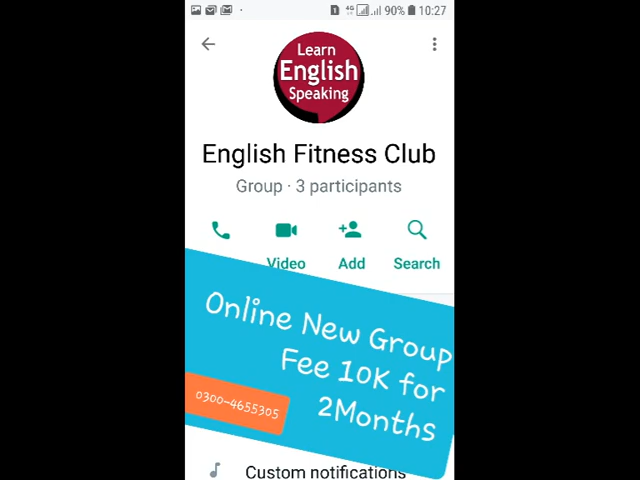 90% 10:27
Learn
English
Speaking
English Fitness Club
Group · 3 participants
Video Add Search
Online New Group
Fee 10K for
2Months
0300-4655305
Custom notifications